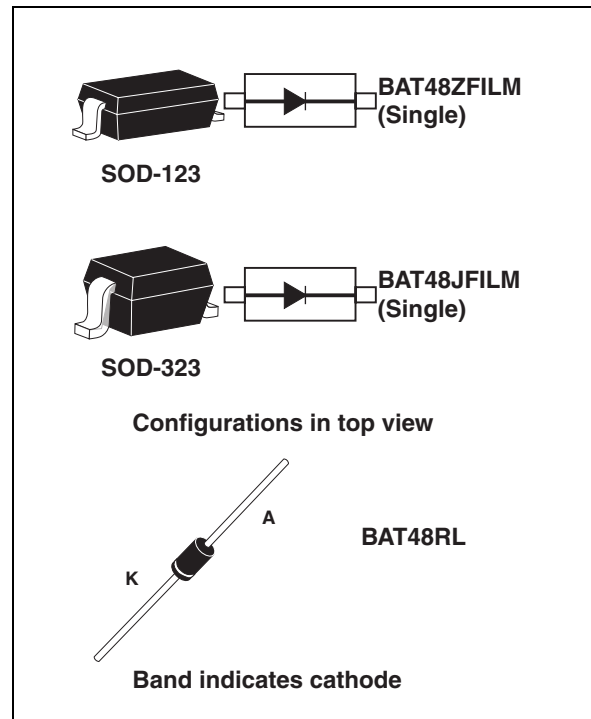 BAT48ZFILM
(Single)
SOD-123
BAT48JFILM
(Single)
SOD-323
Configurations in top view
A
BAT48RL
K
Band indicates cathode